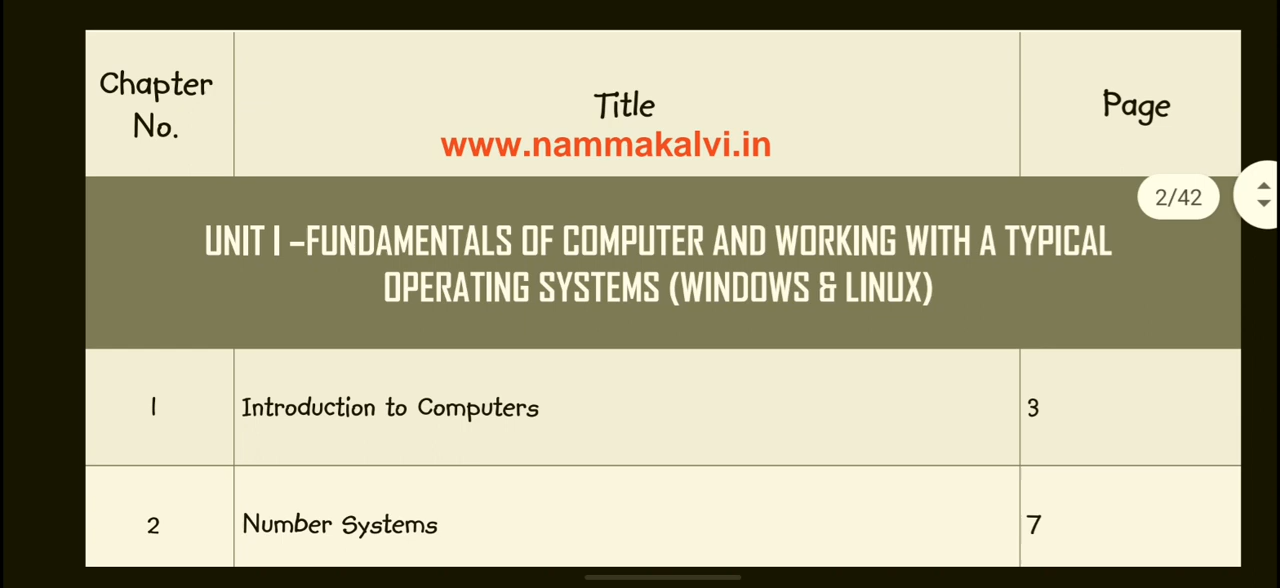 Chapter
No.
Title
Page
www.nammakalvi.in
2/42
UNIT I –FUNDAMENTALS OF COMPUTER AND WORKING WITH A TYPICAL
OPERATING SYSTEMS (WINDOWS & LINUX)
1 Introduction to Computers 3
2 Number Systems 7